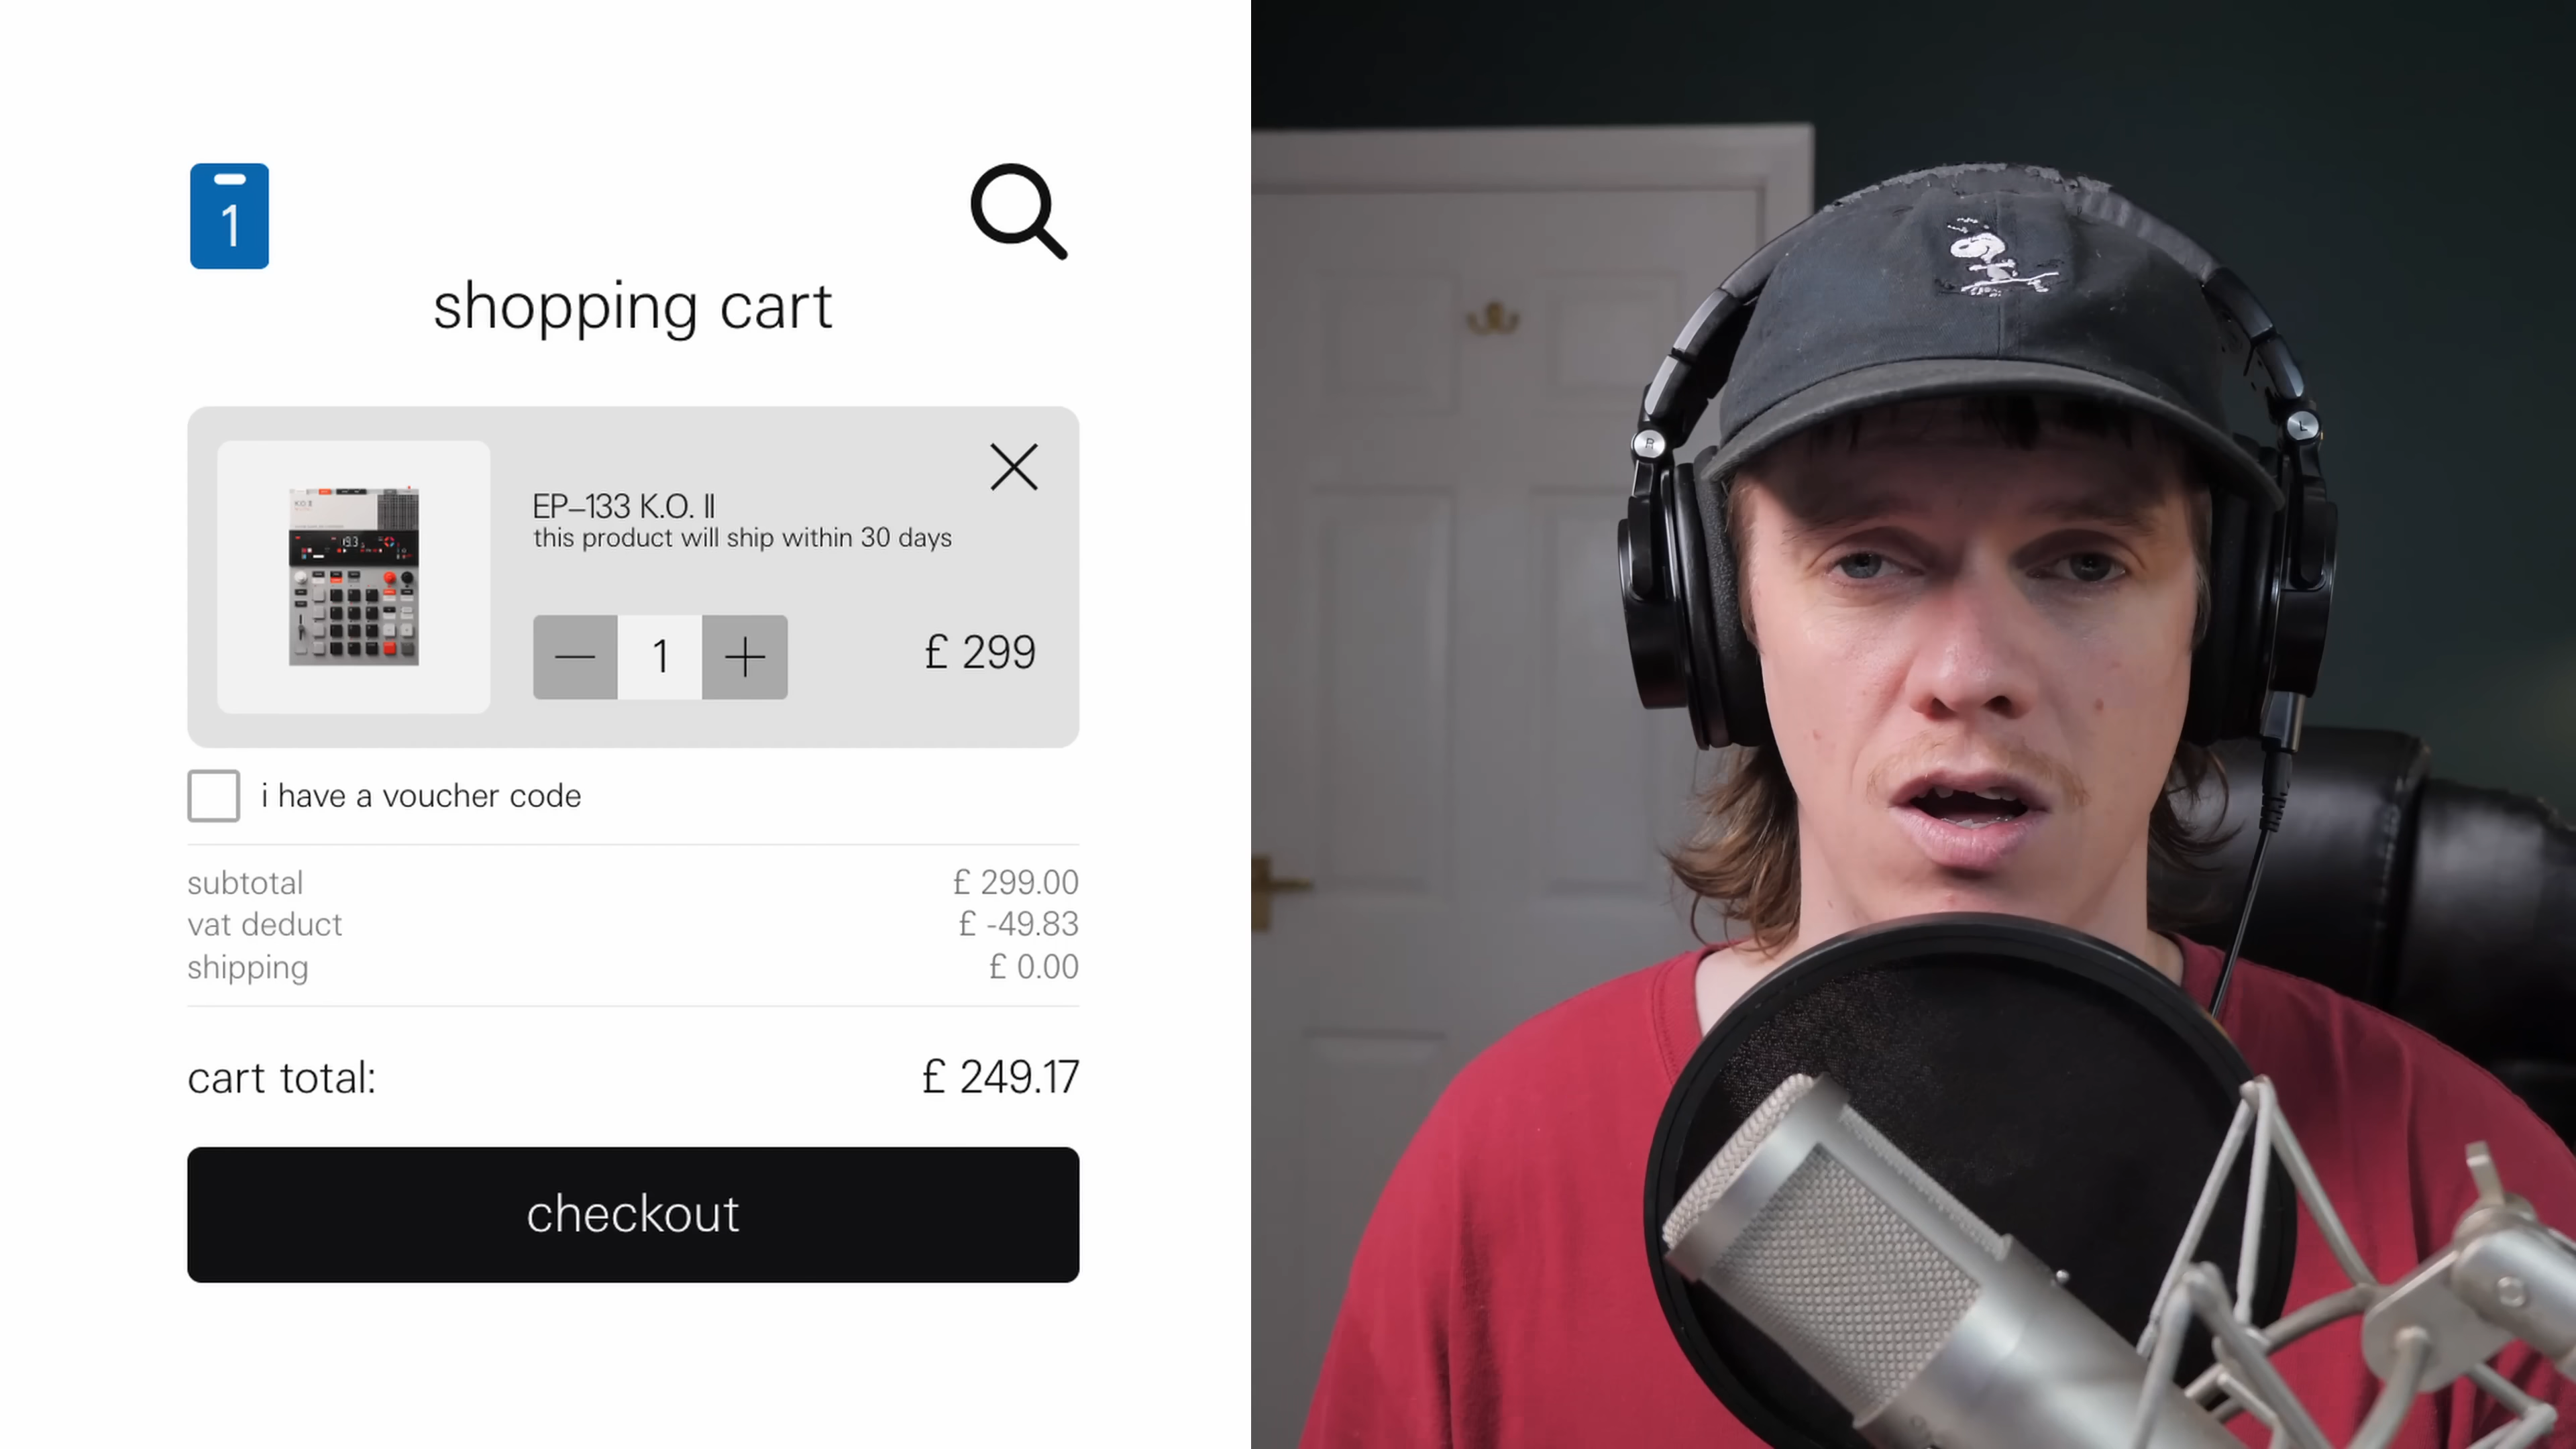 1
shopping cart
EP–133 K.O. II
this product will ship within 30 days
1
£ 299
i have a voucher code
subtotal £ 299.00
vat deduct £ -49.83
shipping £ 0.00
cart total: £ 249.17
checkout
R
L